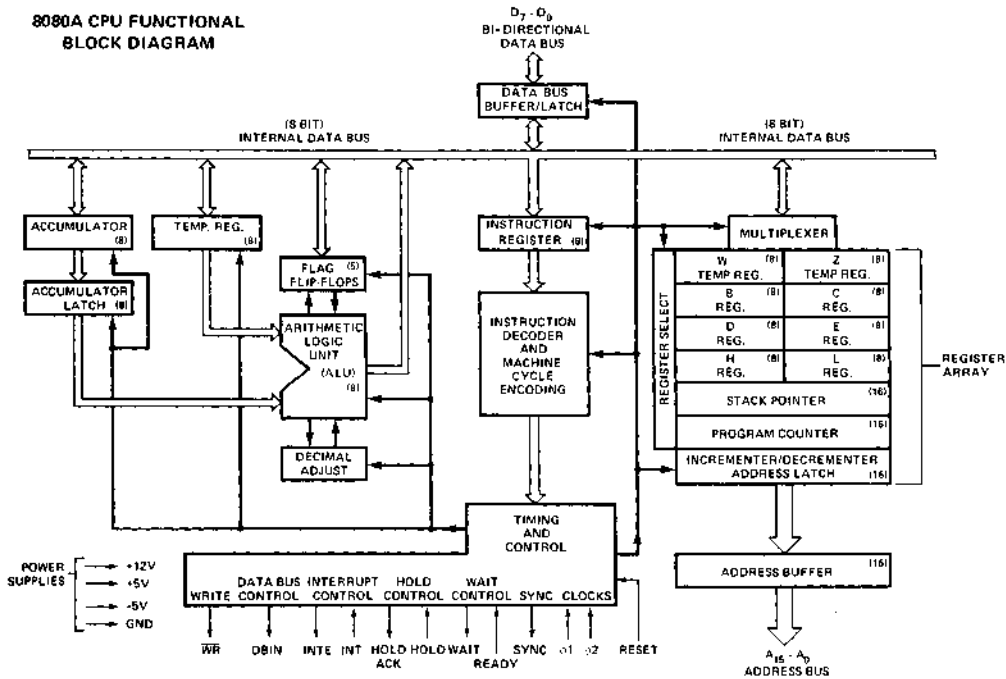 8080A CPU FUNCTIONAL
BLOCK DIAGRAM
D7 - D0
BI-DIRECTIONAL
DATA BUS
DATA BUS
BUFFER/LATCH
(8 BIT)
INTERNAL DATA BUS
(8 BIT)
INTERNAL DATA BUS
ACCUMULATOR
(8)
TEMP. REG.
(8)
FLAG (5)
FLIP-FLOPS
ACCUMULATOR
LATCH (8)
ARITHMETIC
LOGIC
UNIT
(ALU)
(8)
DECIMAL
ADJUST
INSTRUCTION
REGISTER (8)
INSTRUCTION
DECODER
AND
MACHINE
CYCLE
ENCODING
MULTIPLEXER
REGISTER SELECT
W (8)
TEMP REG.
Z (8)
TEMP REG.
B (8)
REG.
C (8)
REG.
D (8)
REG.
E (8)
REG.
H (8)
REG.
L (8)
REG.
STACK POINTER (16)
PROGRAM COUNTER (16)
INCREMENTER/DECREMENTER
ADDRESS LATCH (16)
REGISTER
ARRAY
TIMING
AND
CONTROL
WRITE
DATA BUS
CONTROL
INTERRUPT
CONTROL
HOLD
CONTROL
WAIT
CONTROL
SYNC
CLOCKS
ADDRESS BUFFER (16)
POWER
SUPPLIES
+12V
+5V
-5V
GND
WR
DBIN
INTE
INT
HOLD
ACK
HOLD
WAIT
READY
SYNC
φ1
φ2
RESET
A15 - A0
ADDRESS BUS